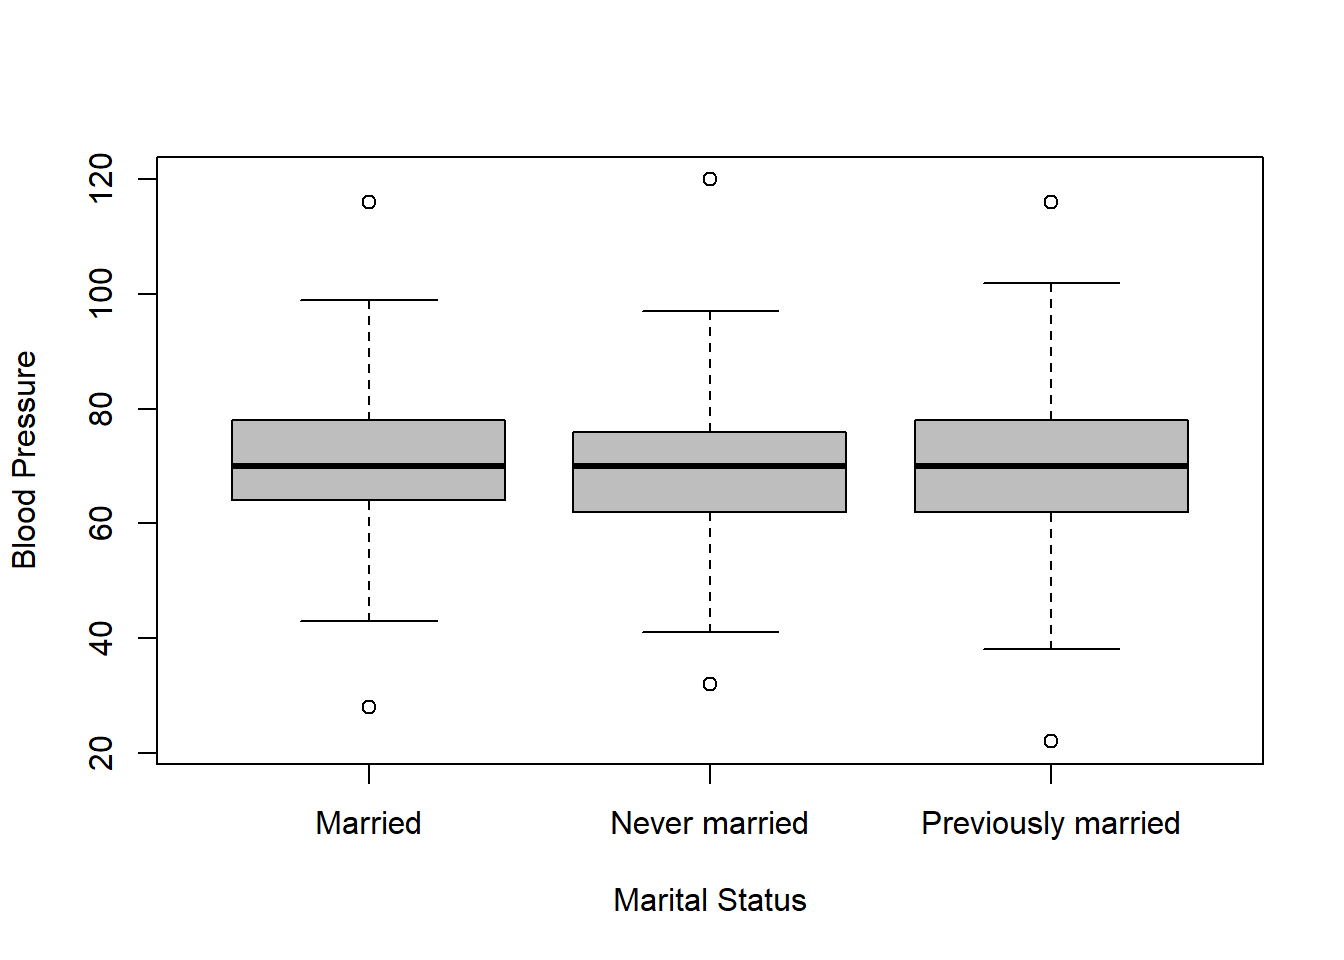 120
100
80
60
40
20
Blood Pressure
Married
Never married
Previously married
Marital Status